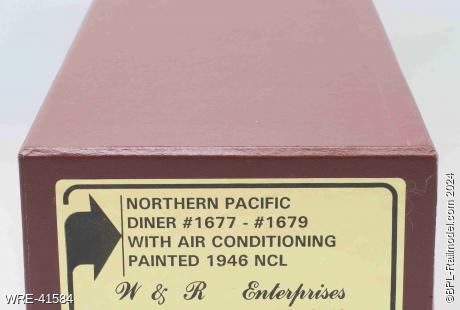 NORTHERN PACIFIC
DINER #1677 - #1679
WITH AIR CONDITIONING
PAINTED 1946 NCL
W & R Enterprises
WRE-41584
©BPL-Railmodel.com 2024